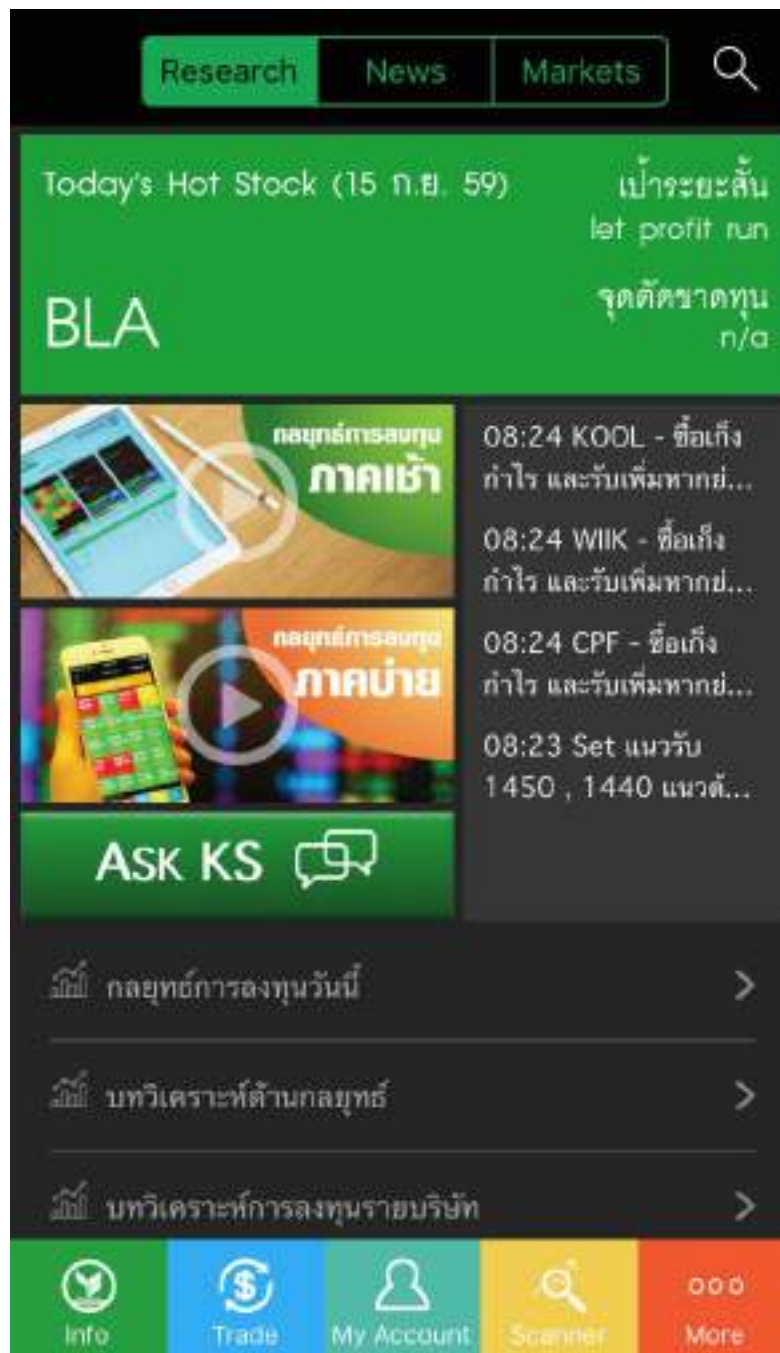 Research
News
Markets
Today's Hot Stock (15 ก.ย. 59)
เป้าระยะสั้น
let profit run
BLA
จุดตัดขาดทุน
n/a
กลยุทธ์การลงทุน
ภาคเช้า
กลยุทธ์การลงทุน
ภาคบ่าย
ASK KS
08:24 KOOL - ซื้อเก็ง
กำไร และรับเพิ่มหากย่...
08:24 WIIK - ซื้อเก็ง
กำไร และรับเพิ่มหากย่...
08:24 CPF - ซื้อเก็ง
กำไร และรับเพิ่มหากย่...
08:23 Set แนวรับ
1450 , 1440 แนวต้...
กลยุทธ์การลงทุนวันนี้
บทวิเคราะห์ด้านกลยุทธ์
บทวิเคราะห์การลงทุนรายบริษัท
Info
Trade
My Account
Scanner
More